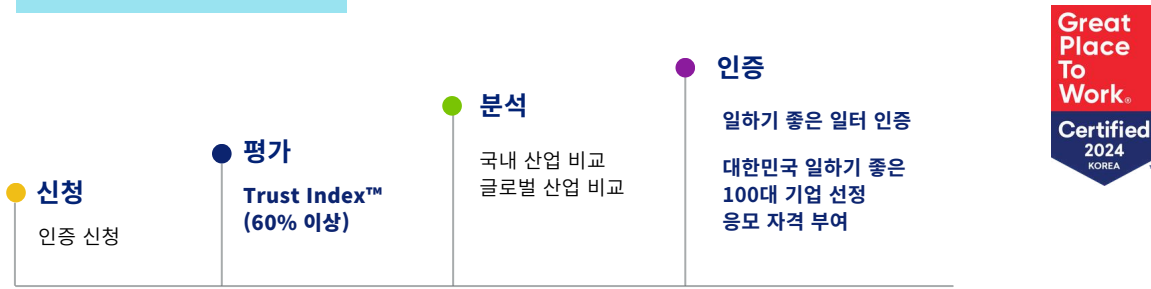 신청
인증 신청
평가
Trust Index™
(60% 이상)
분석
국내 산업 비교
글로벌 산업 비교
인증
일하기 좋은 일터 인증
대한민국 일하기 좋은
100대 기업 선정
응모 자격 부여
Great
Place
To
Work®
Certified
2024
KOREA